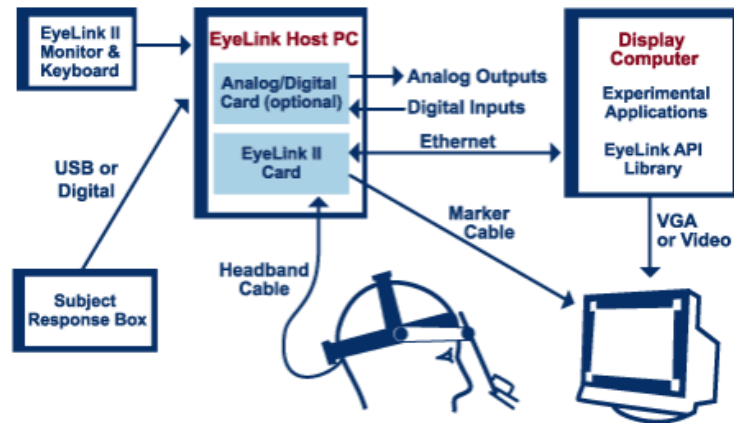 EyeLink II
Monitor &
Keyboard
EyeLink Host PC
Analog/Digital
Card (optional)
EyeLink II
Card
Analog Outputs
Digital Inputs
Ethernet
Display
Computer
Experimental
Applications
EyeLink API
Library
USB or
Digital
Marker
Cable
VGA
or Video
Headband
Cable
Subject
Response Box